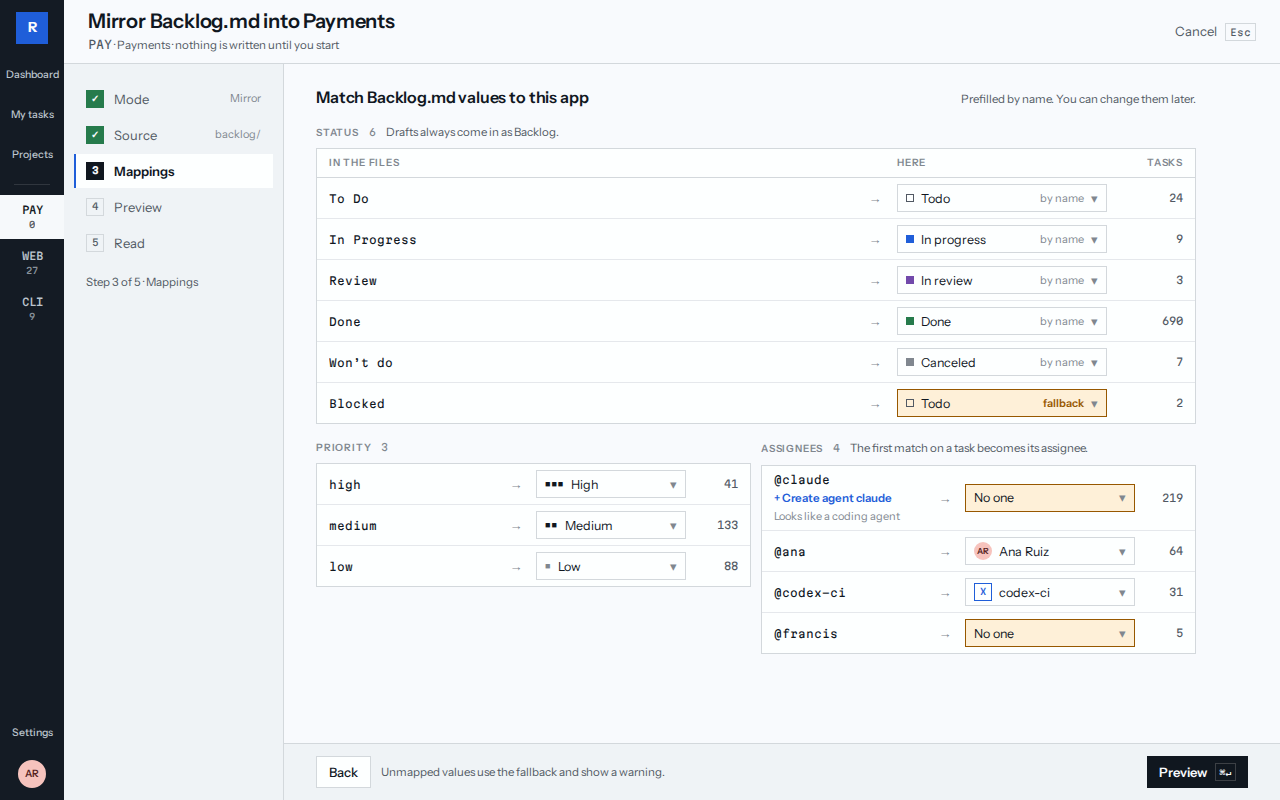 R
Mirror Backlog.md into Payments
PAY · Payments · nothing is written until you start
Cancel Esc
Dashboard
My tasks
Projects
PAY
0
WEB
27
CLI
9
Settings
AR
✓ Mode Mirror
✓ Source backlog/
3 Mappings
4 Preview
5 Read
Step 3 of 5 · Mappings
Match Backlog.md values to this app
Prefilled by name. You can change them later.
STATUS 6 Drafts always come in as Backlog.
IN THE FILES HERE TASKS
To Do → Todo by name ▾ 24
In Progress → In progress by name ▾ 9
Review → In review by name ▾ 3
Done → Done by name ▾ 690
Won't do → Canceled by name ▾ 7
Blocked → Todo fallback ▾ 2
PRIORITY 3
high → High ▾ 41
medium → Medium ▾ 133
low → Low ▾ 88
ASSIGNEES 4 The first match on a task becomes its assignee.
@claude
+ Create agent claude → No one ▾ 219
Looks like a coding agent
@ana → AR Ana Ruiz ▾ 64
@codex-ci → X codex-ci ▾ 31
@francis → No one ▾ 5
Back Unmapped values use the fallback and show a warning.
Preview ⌘↵